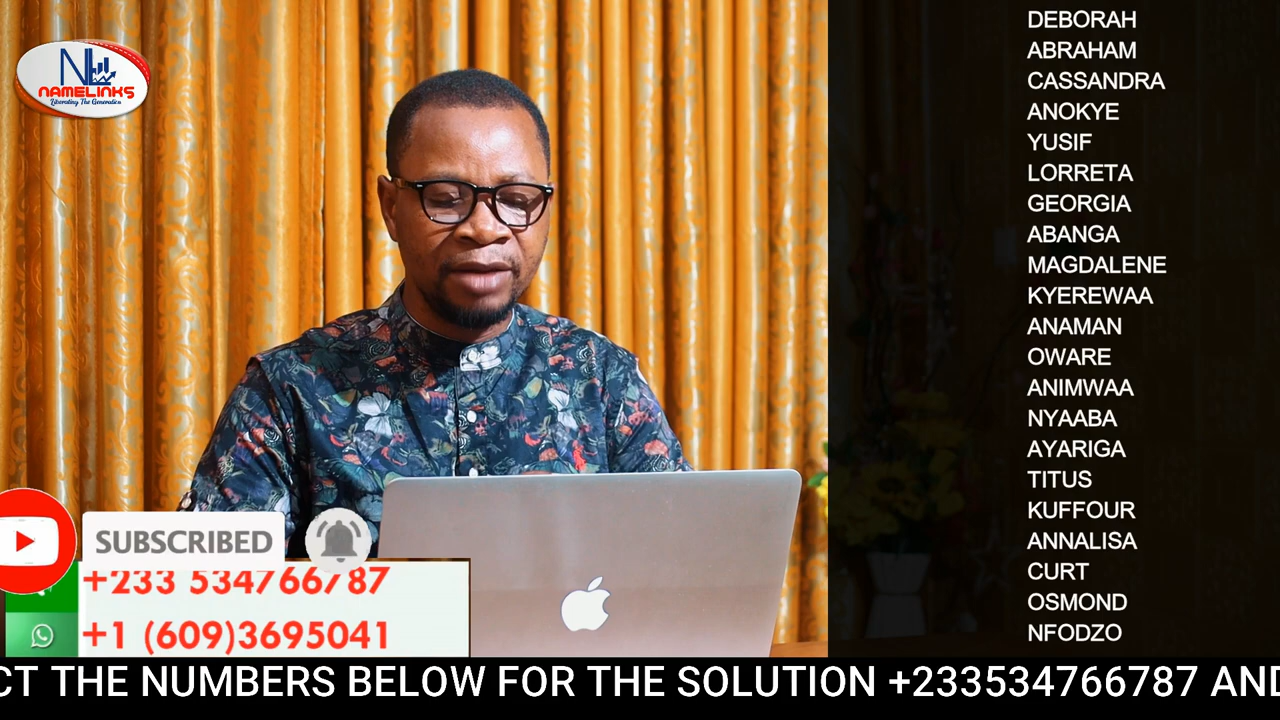 NL
NAMELINKS
Liberating The Generation
SUBSCRIBED
+233 534766787
+1 (609)3695041
DEBORAH
ABRAHAM
CASSANDRA
ANOKYE
YUSIF
LORRETA
GEORGIA
ABANGA
MAGDALENE
KYEREWAA
ANAMAN
OWARE
ANIMWAA
NYAABA
AYARIGA
TITUS
KUFFOUR
ANNALISA
CURT
OSMOND
NFODZO
CT THE NUMBERS BELOW FOR THE SOLUTION +233534766787 AND